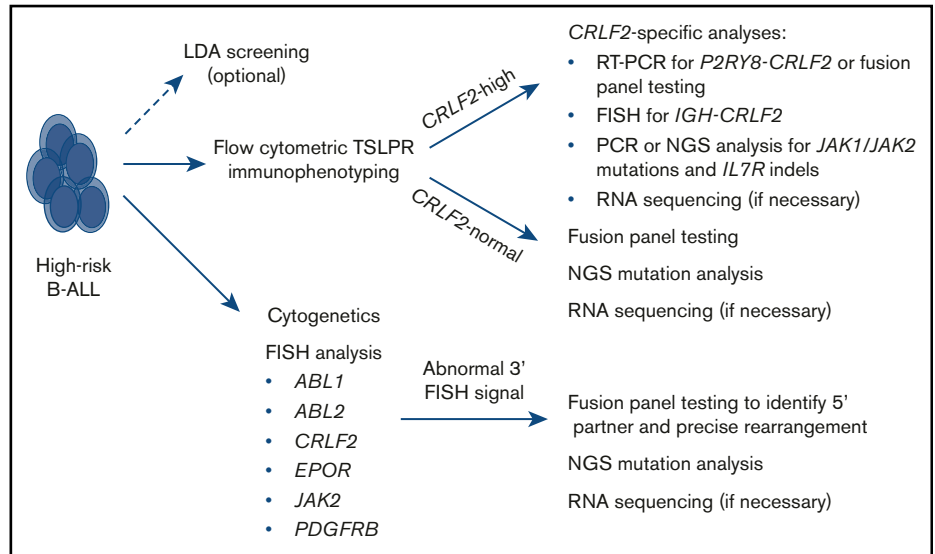 LDA screening
(optional)
High-risk
B-ALL
Flow cytometric TSLPR
immunophenotyping
CRLF2-high
CRLF2-normal
CRLF2-specific analyses:
• RT-PCR for P2RY8-CRLF2 or fusion
panel testing
• FISH for IGH-CRLF2
• PCR or NGS analysis for JAK1/JAK2
mutations and IL7R indels
• RNA sequencing (if necessary)
Fusion panel testing
NGS mutation analysis
RNA sequencing (if necessary)
Cytogenetics
FISH analysis
• ABL1
• ABL2
• CRLF2
• EPOR
• JAK2
• PDGFRB
Abnormal 3’
FISH signal
Fusion panel testing to identify 5’
partner and precise rearrangement
NGS mutation analysis
RNA sequencing (if necessary)